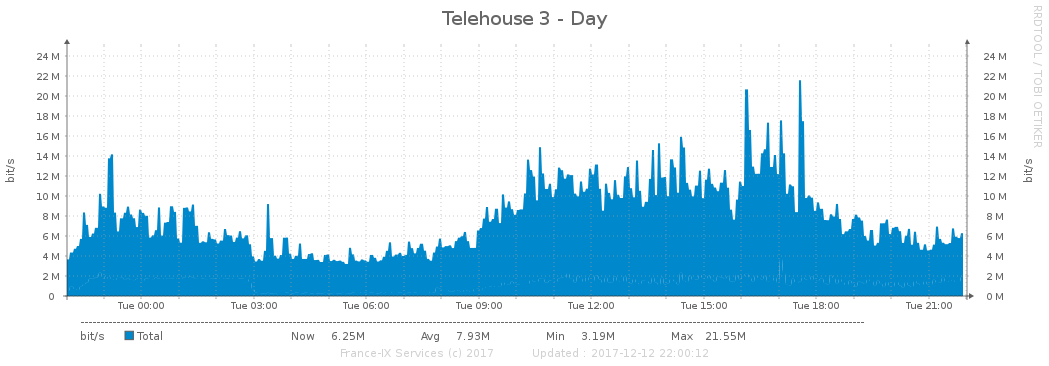 Telehouse 3 - Day
RRDTOOL / TOBI OETIKER
bit/s
24 M 24 M
22 M 22 M
20 M 20 M
18 M 18 M
16 M 16 M
14 M 14 M
12 M 12 M
10 M 10 M
8 M 8 M
6 M 6 M
4 M 4 M
2 M 2 M
0 0 M
bit/s
Tue 00:00 Tue 03:00 Tue 06:00 Tue 09:00 Tue 12:00 Tue 15:00 Tue 18:00 Tue 21:00
bit/s Total Now 6.25M Avg 7.93M Min 3.19M Max 21.55M
France-IX Services (c) 2017 Updated : 2017-12-12 22:00:12